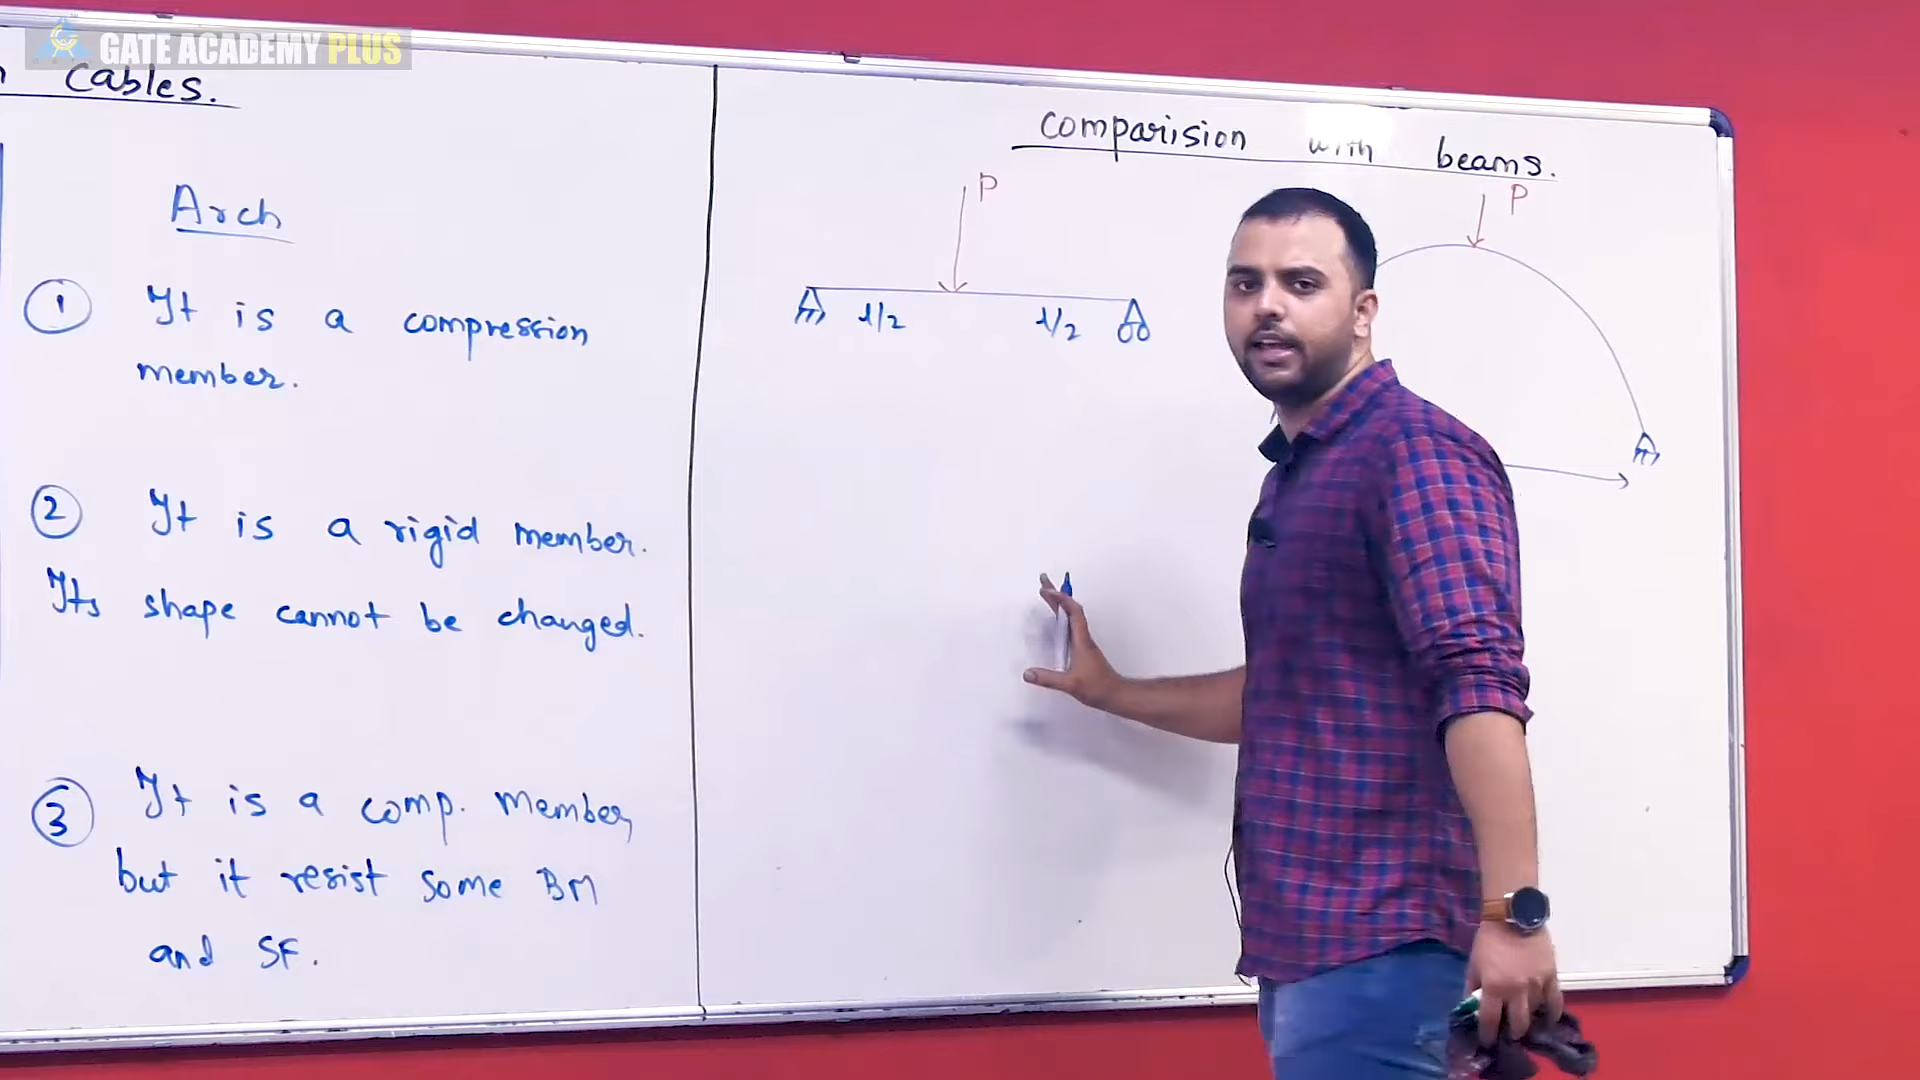 GATE ACADEMY PLUS
cables.
Arch
1 It is a compression
member.
2 It is a rigid member.
Its shape cannot be changed.
3 It is a comp. member,
but it resist some BM
and SF.
comparision with beams.
P
l/2 l/2
P